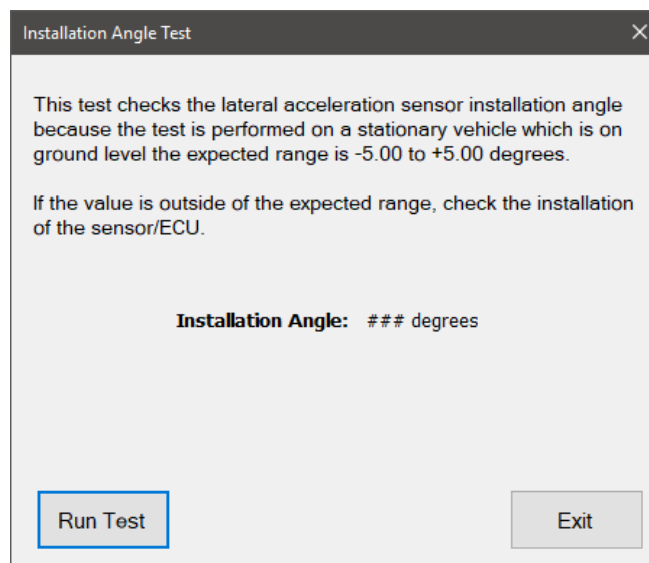 Installation Angle Test
This test checks the lateral acceleration sensor installation angle
because the test is performed on a stationary vehicle which is on
ground level the expected range is -5.00 to +5.00 degrees.
If the value is outside of the expected range, check the installation
of the sensor/ECU.
Installation Angle: ### degrees
Run Test
Exit